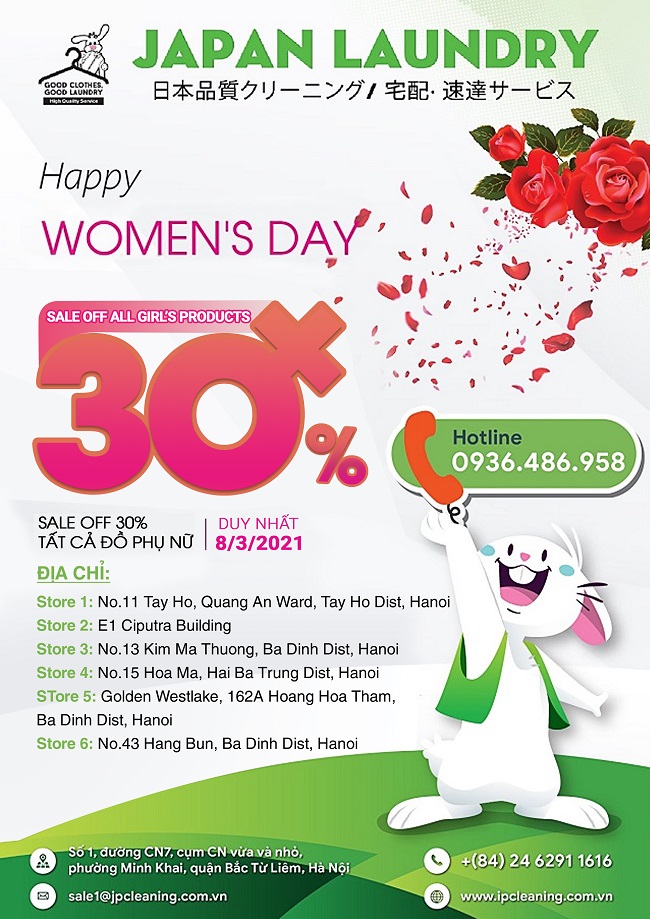 GOOD CLOTHES,
GOOD LAUNDRY
High Quality Service
JAPAN LAUNDRY
日本品質クリーニング/ 宅配・速達サービス
Happy
WOMEN'S DAY
SALE OFF ALL GIRL'S PRODUCTS
30%
Hotline
0936.486.958
SALE OFF 30%
TẤT CẢ ĐỒ PHỤ NỮ
DUY NHẤT
8/3/2021
ĐỊA CHỈ:
Store 1: No.11 Tay Ho, Quang An Ward, Tay Ho Dist, Hanoi
Store 2: E1 Ciputra Building
Store 3: No.13 Kim Ma Thuong, Ba Dinh Dist, Hanoi
Store 4: No.15 Hoa Ma, Hai Ba Trung Dist, Hanoi
STore 5: Golden Westlake, 162A Hoang Hoa Tham,
Ba Dinh Dist, Hanoi
Store 6: No.43 Hang Bun, Ba Dinh Dist, Hanoi
Số 1, đường CN7, cụm CN vừa và nhỏ,
phường Minh Khai, quận Bắc Từ Liêm, Hà Nội
+(84) 24 6291 1616
sale1@jpcleaning.com.vn
www.ipcleaning.com.vn